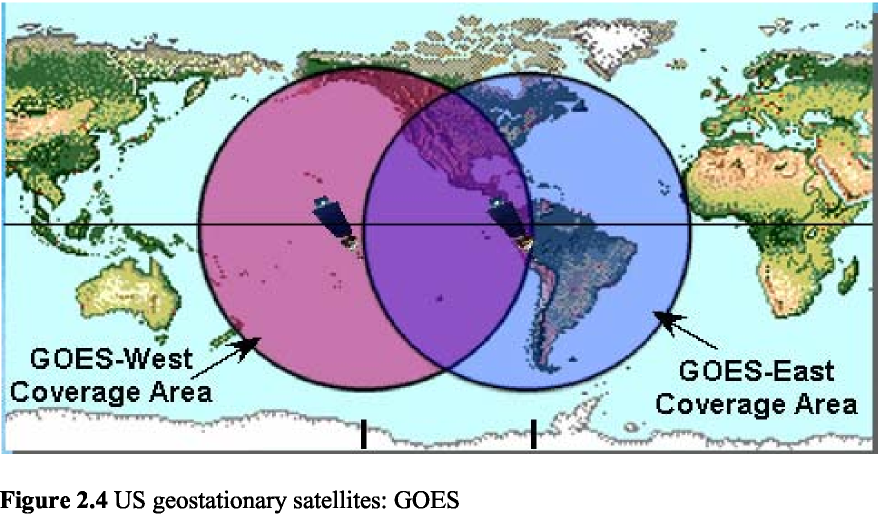 GOES-West
Coverage Area
GOES-East
Coverage Area
Figure 2.4 US geostationary satellites: GOES